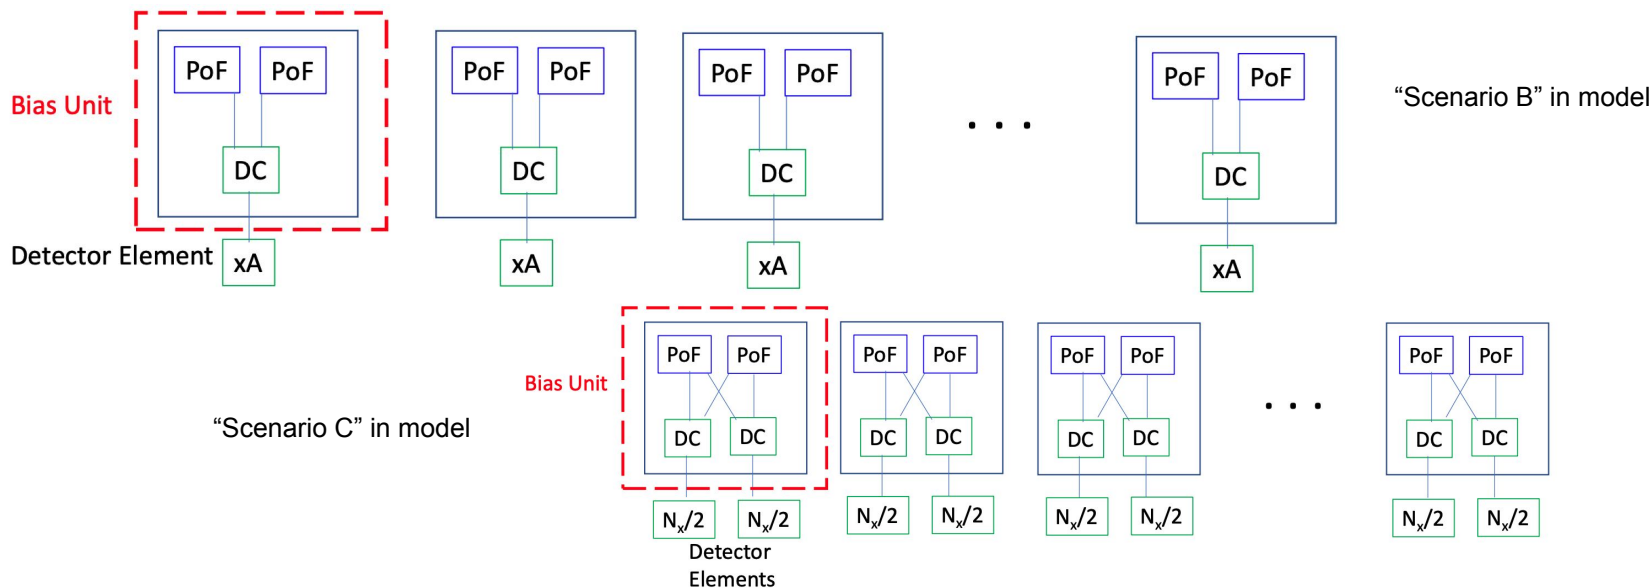 PoF PoF PoF PoF PoF PoF . . . PoF PoF
“Scenario B” in model
Bias Unit
DC DC DC DC
Detector Element xA xA xA xA
PoF PoF PoF PoF PoF PoF PoF PoF
Bias Unit
. . .
“Scenario C” in model
DC DC DC DC DC DC DC DC
Nₓ/2 Nₓ/2 Nₓ/2 Nₓ/2 Nₓ/2 Nₓ/2 Nₓ/2 Nₓ/2
Detector
Elements